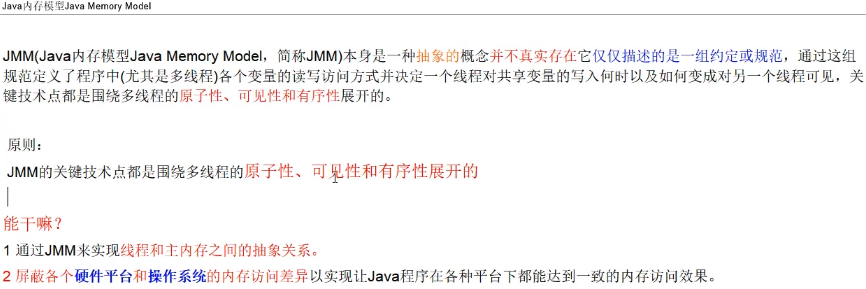 Java内存模型Java Memory Model
JMM(Java内存模型Java Memory Model，简称JMM)本身是一种抽象的概念并不真实存在它仅仅描述的是一组约定或规范，通过这组
规范定义了程序中(尤其是多线程)各个变量的读写访问方式并决定一个线程对共享变量的写入何时以及如何变成对另一个线程可见，关
键技术点都是围绕多线程的原子性、可见性和有序性展开的。
原则：
JMM的关键技术点都是围绕多线程的原子性、可见性和有序性展开的
能干嘛？
1 通过JMM来实现线程和主内存之间的抽象关系。
2 屏蔽各个硬件平台和操作系统的内存访问差异以实现让Java程序在各种平台下都能达到一致的内存访问效果。